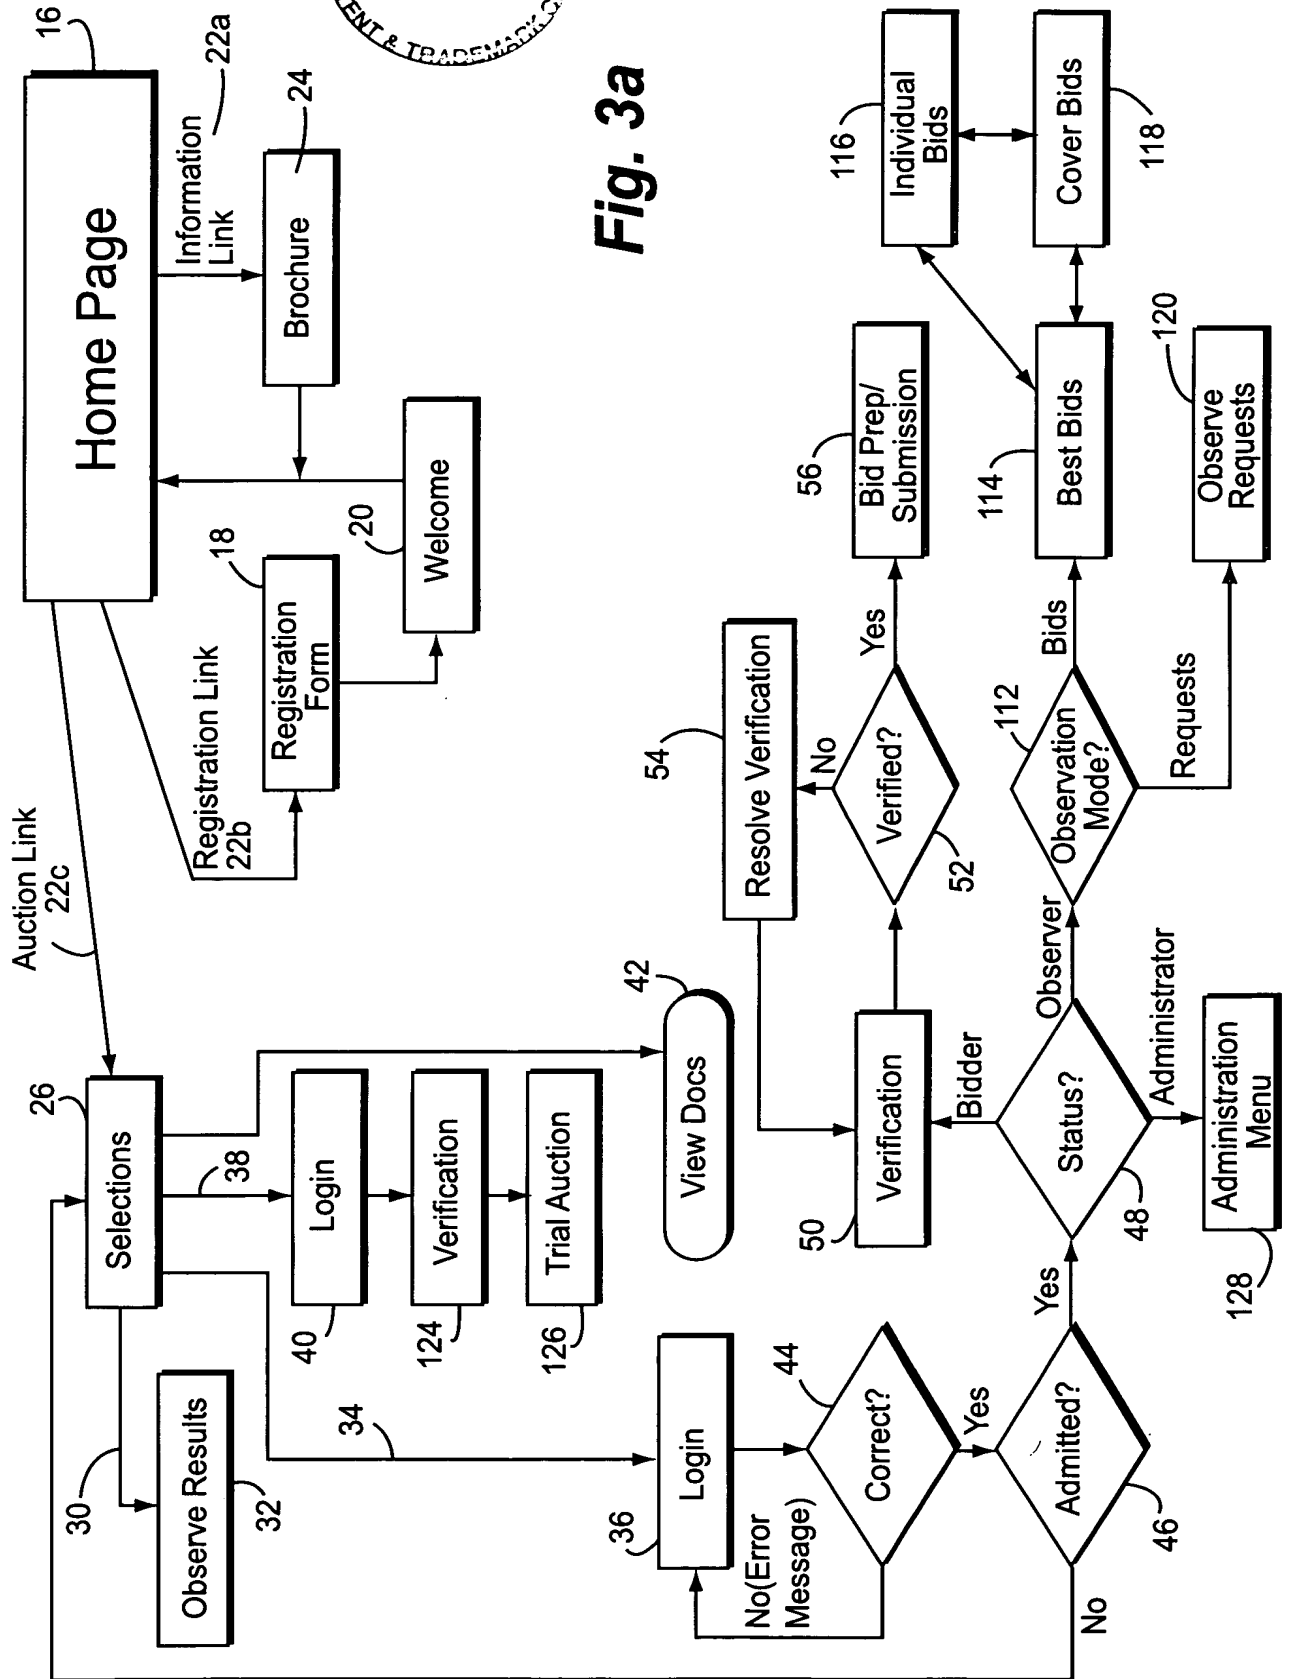 ENT & TRADEMARK
Fig. 3a
16
Home Page
Information
Link
22a
Brochure
24
Registration Link
22b
Registration
Form
18
Welcome
20
Auction Link
22c
Selections
26
30
Observe Results
32
34
38
Login
40
Verification
124
Trial Auction
126
View Docs
42
Login
36
No(Error
Message)
Correct?
44
Yes
Admitted?
46
No
Yes
Status?
48
Bidder
Observer
Administrator
Administration
Menu
128
Verification
50
Verified?
52
No
Resolve Verification
54
Yes
Bid Prep/
Submission
56
Observation
Mode?
112
Bids
Requests
Best Bids
114
Individual
Bids
116
Cover Bids
118
Observe
Requests
120